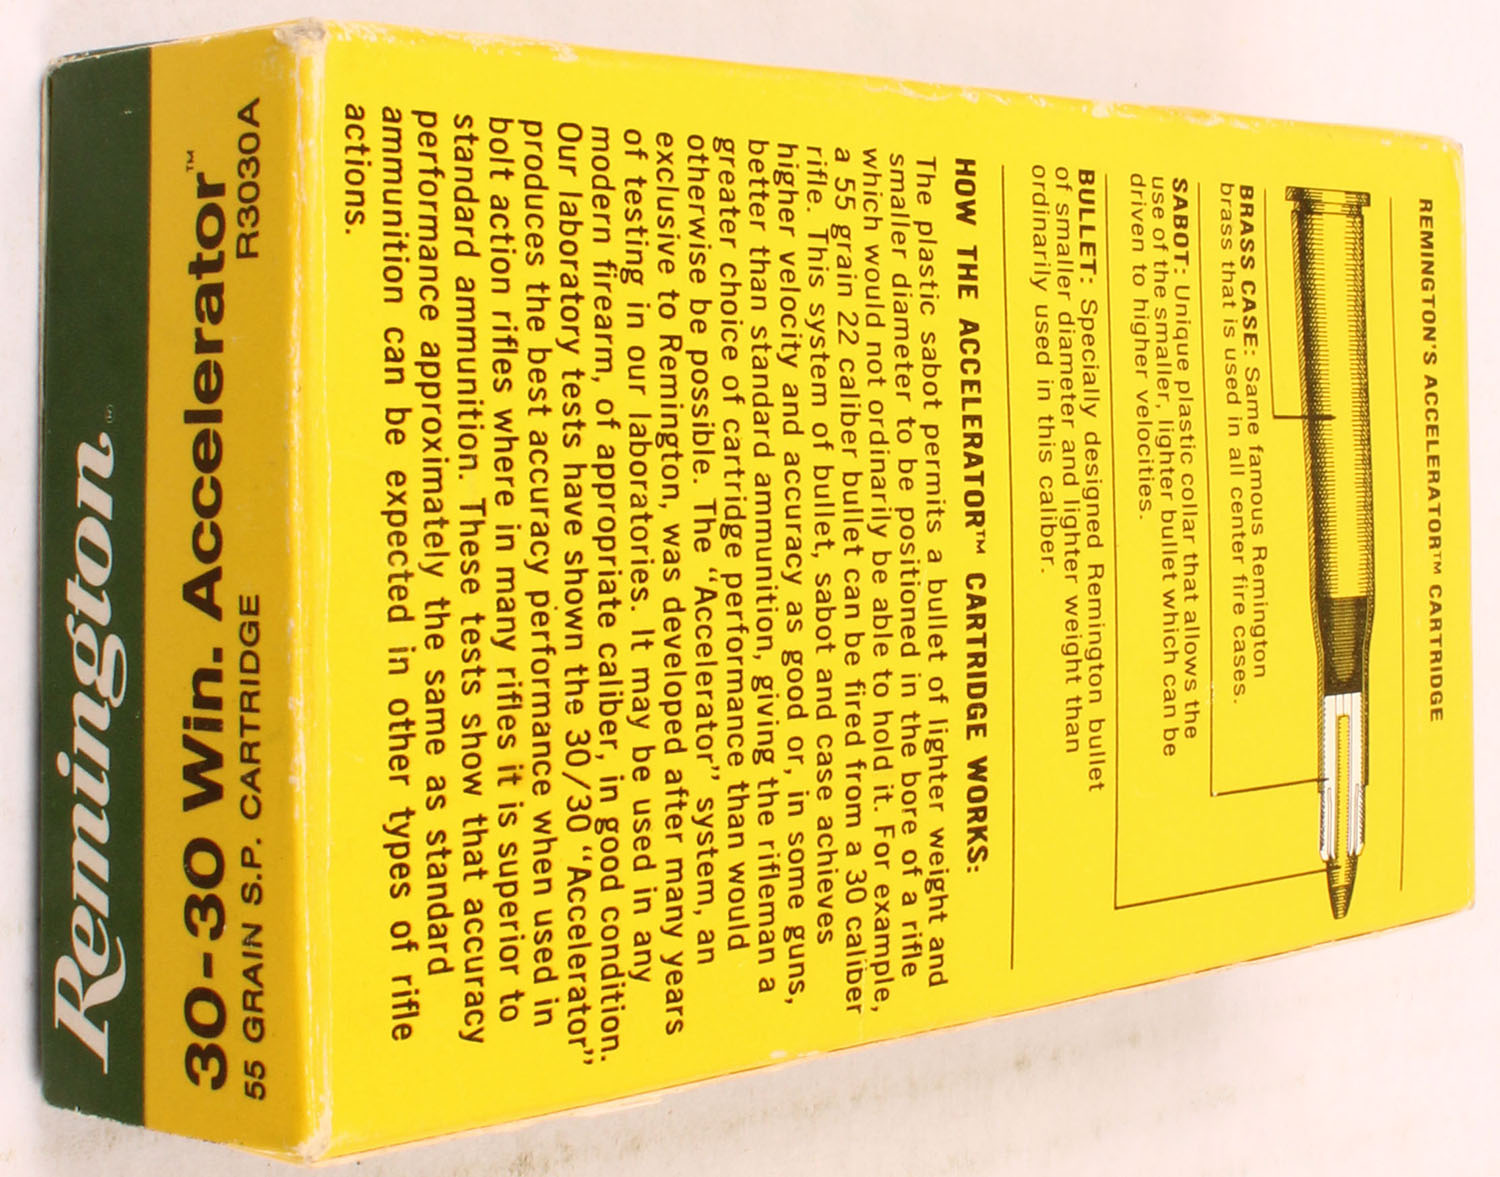 REMINGTON'S ACCELERATOR™ CARTRIDGE
BRASS CASE: Same famous Remington
brass that is used in all center fire cases.
SABOT: Unique plastic collar that allows the
use of the smaller, lighter bullet which can be
driven to higher velocities.
BULLET: Specially designed Remington bullet
of smaller diameter and lighter weight than
ordinarily used in this caliber.
HOW THE ACCELERATOR™ CARTRIDGE WORKS:
The plastic sabot permits a bullet of lighter weight and
smaller diameter to be positioned in the bore of a rifle
which would not ordinarily be able to hold it. For example,
a 55 grain 22 caliber bullet can be fired from a 30 caliber
rifle. This system of bullet, sabot and case achieves
higher velocity and accuracy as good or, in some guns,
better than standard ammunition, giving the rifleman a
greater choice of cartridge performance than would
otherwise be possible. The "Accelerator" system, an
exclusive to Remington, was developed after many years
of testing in our laboratories. It may be used in any
modern firearm, of appropriate caliber, in good condition.
Our laboratory tests have shown the 30/30 "Accelerator"
produces the best accuracy performance when used in
bolt action rifles where in many rifles it is superior to
standard ammunition. These tests show that accuracy
performance approximately the same as standard
ammunition can be expected in other types of rifle
actions.
R3030A
30-30 Win. Accelerator™
55 GRAIN S.P. CARTRIDGE
Remington